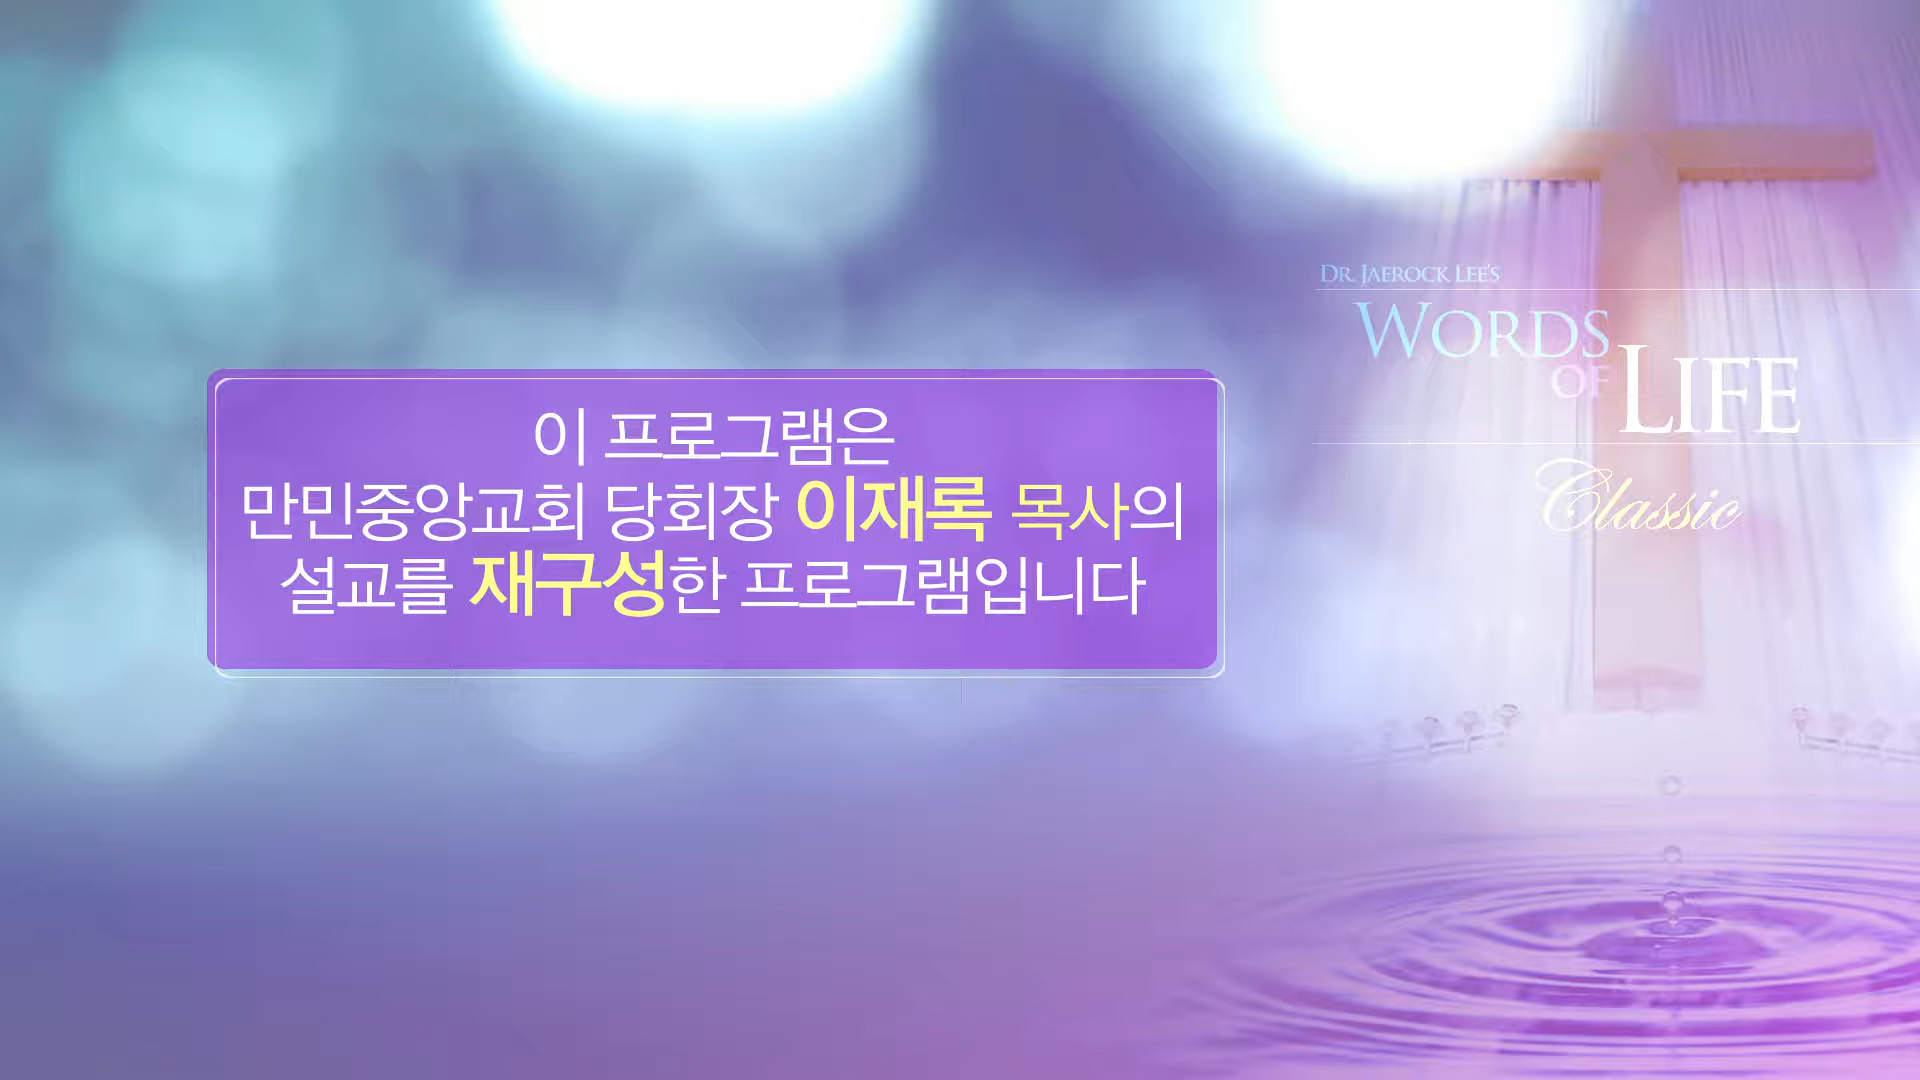 이 프로그램은
만민중앙교회 당회장 이재록 목사의
설교를 재구성한 프로그램입니다
DR. JAEROCK LEE'S
WORDS
OF LIFE
Classic